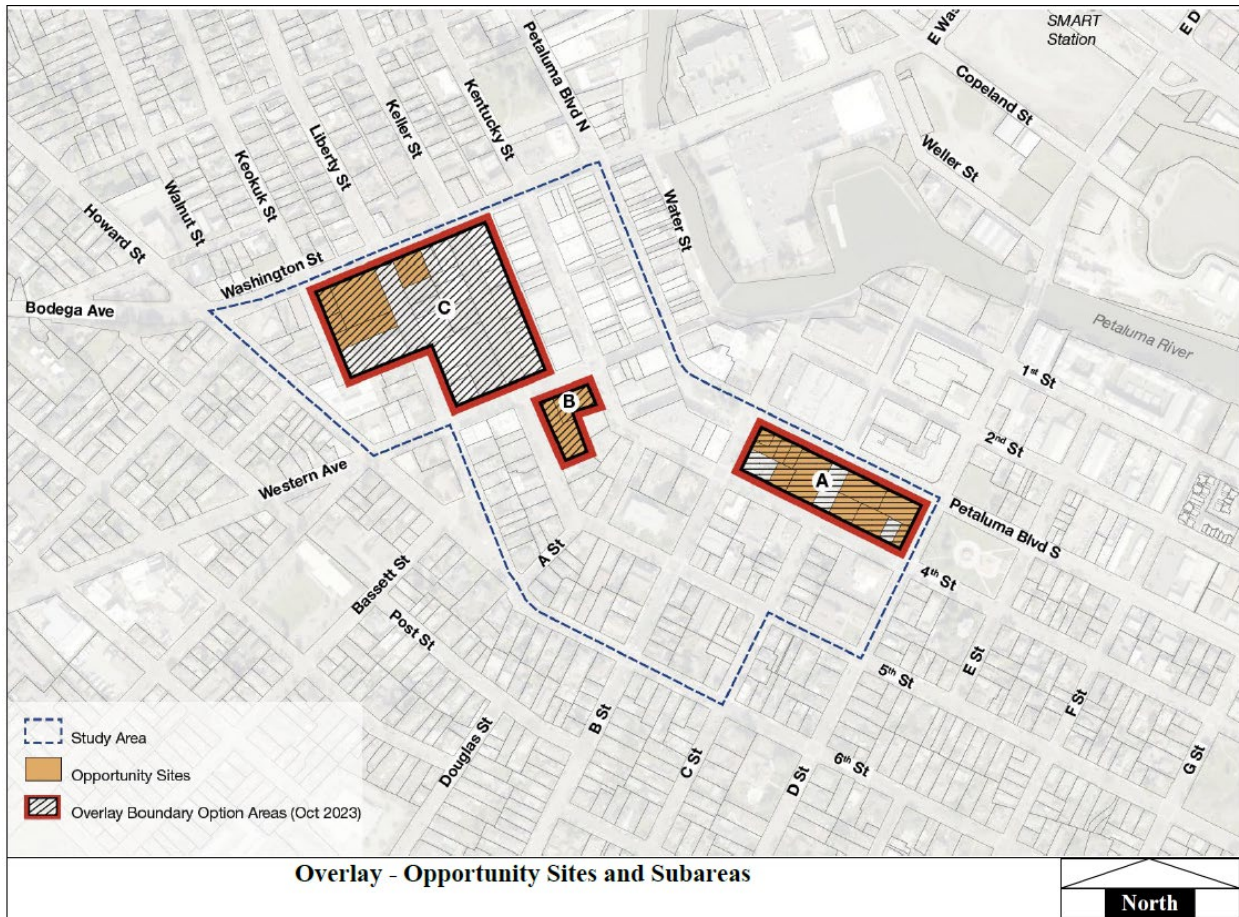 SMART
Station
E Was
E D
Petaluma Blvd N
Copeland St
Kentucky St
Keller St
Weller St
Liberty St
Keokuk St
Walnut St
Water St
Howard St
Washington St
Bodega Ave
C
Petaluma River
1st St
B
2nd St
Western Ave
A
Petaluma Blvd S
A St
4th St
Bassett St
Post St
E St
5th St
F St
B St
Douglas St
C St
6th St
G St
D St
Study Area
Opportunity Sites
Overlay Boundary Option Areas (Oct 2023)
Overlay - Opportunity Sites and Subareas
North